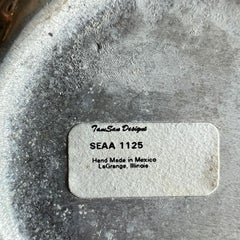 TamSan Designs
SEAA 1125
Hand Made in Mexico
LaGrange, Illinois